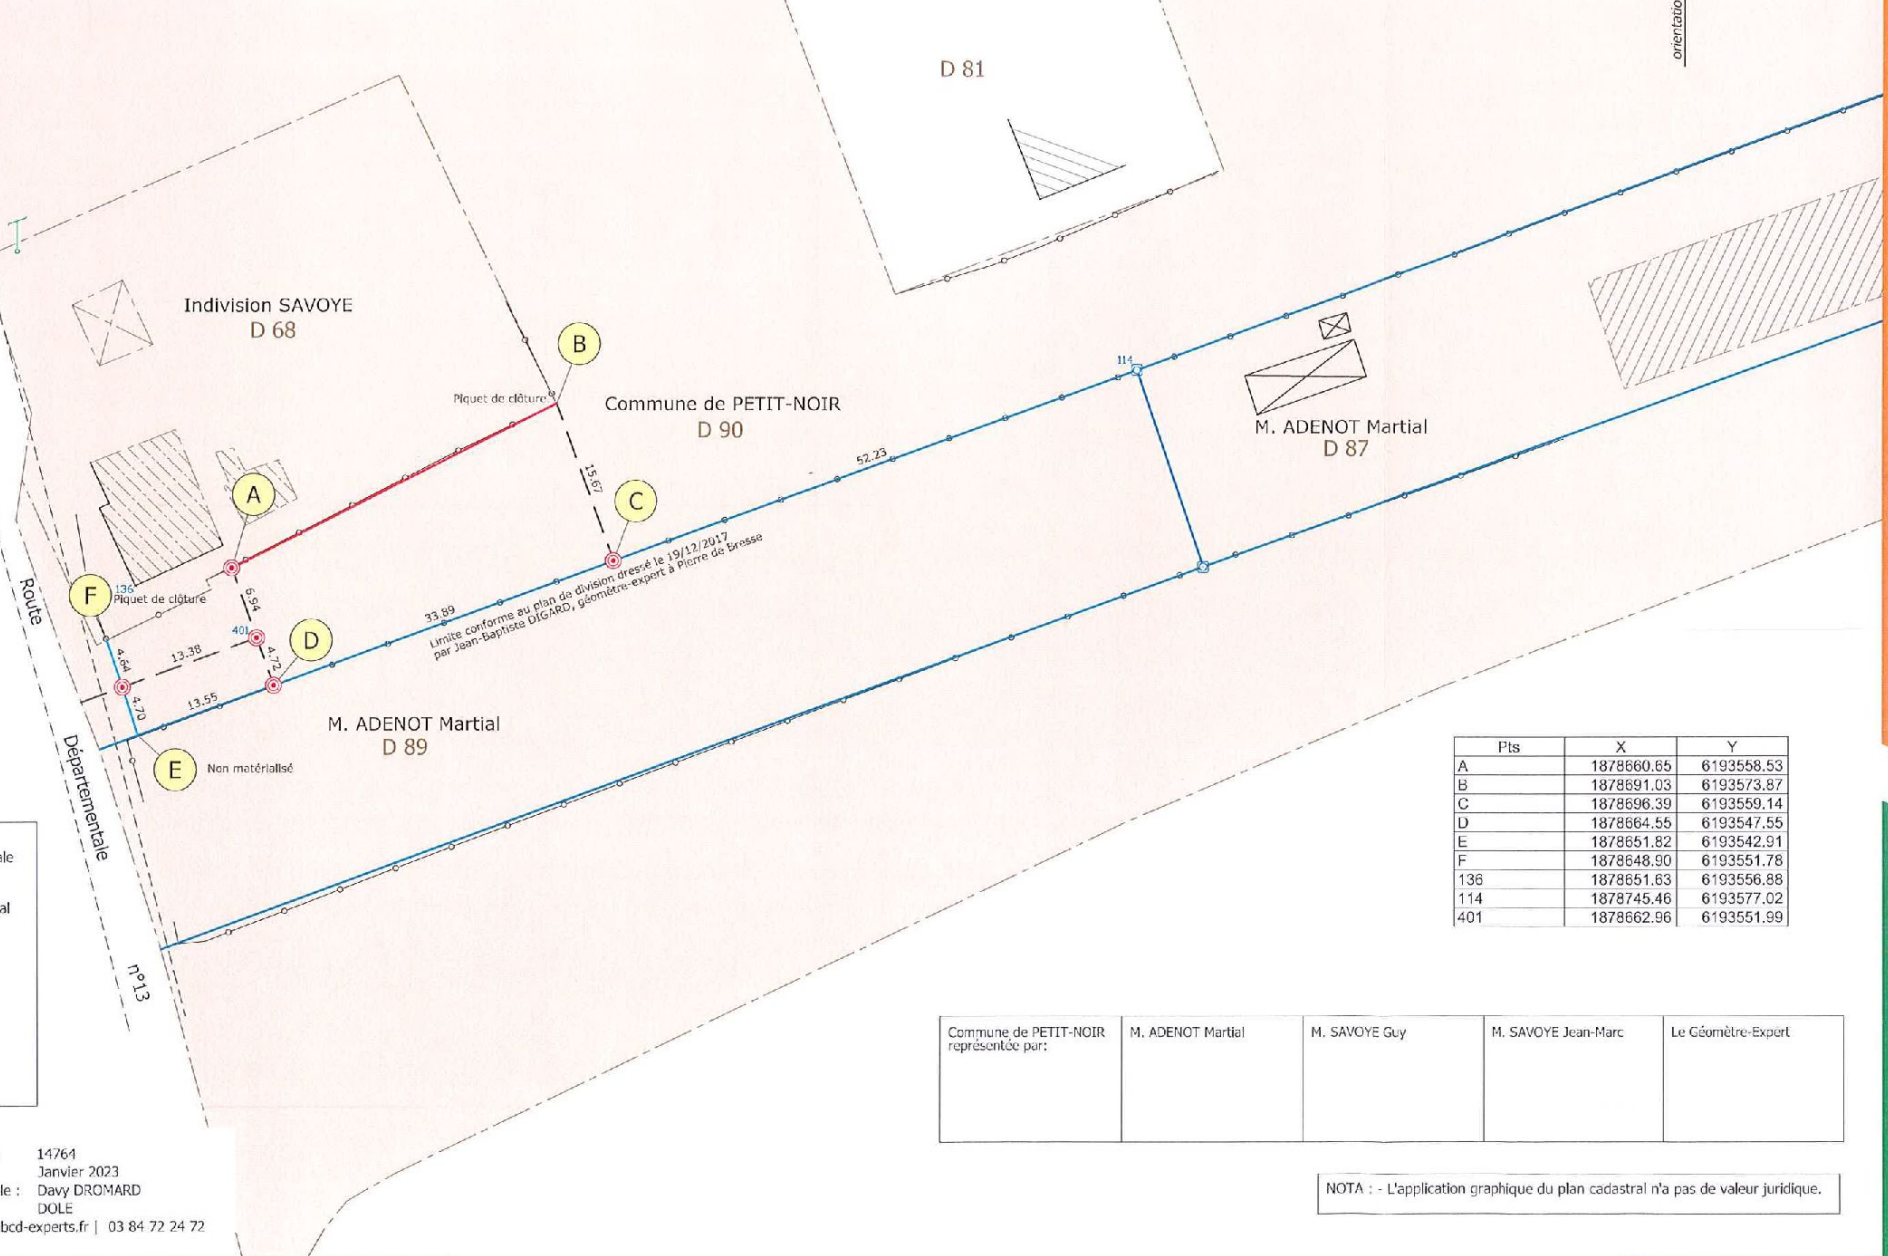 orientatio
D 81
Indivision SAVOYE
D 68
B
Piquet de clôture
Commune de PETIT-NOIR
D 90
114
M. ADENOT Martial
D 87
52.23
15.67
A
C
F
136
Piquet de clôture
6.94
401
D
33.89
Limite conforme au plan de division dressé le 19/12/2017
par Jean-Baptiste DIGARD, géomètre-expert à Pierre de Bresse
4.64
13.38
4.72
4.70
13.55
E
Non matérialisé
M. ADENOT Martial
D 89
Route
Départementale
n°13
Pts X Y
A 1878660.65 6193558.53
B 1878691.03 6193573.87
C 1878696.39 6193559.14
D 1878664.55 6193547.55
E 1878651.82 6193542.91
F 1878648.90 6193551.78
136 1878651.63 6193556.88
114 1878745.46 6193577.02
401 1878662.96 6193551.99
ale
al
Commune de PETIT-NOIR
représentée par:
M. ADENOT Martial
M. SAVOYE Guy
M. SAVOYE Jean-Marc
Le Géomètre-Expert
14764
Janvier 2023
le : Davy DROMARD
DOLE
bcd-experts.fr | 03 84 72 24 72
NOTA : - L'application graphique du plan cadastral n'a pas de valeur juridique.